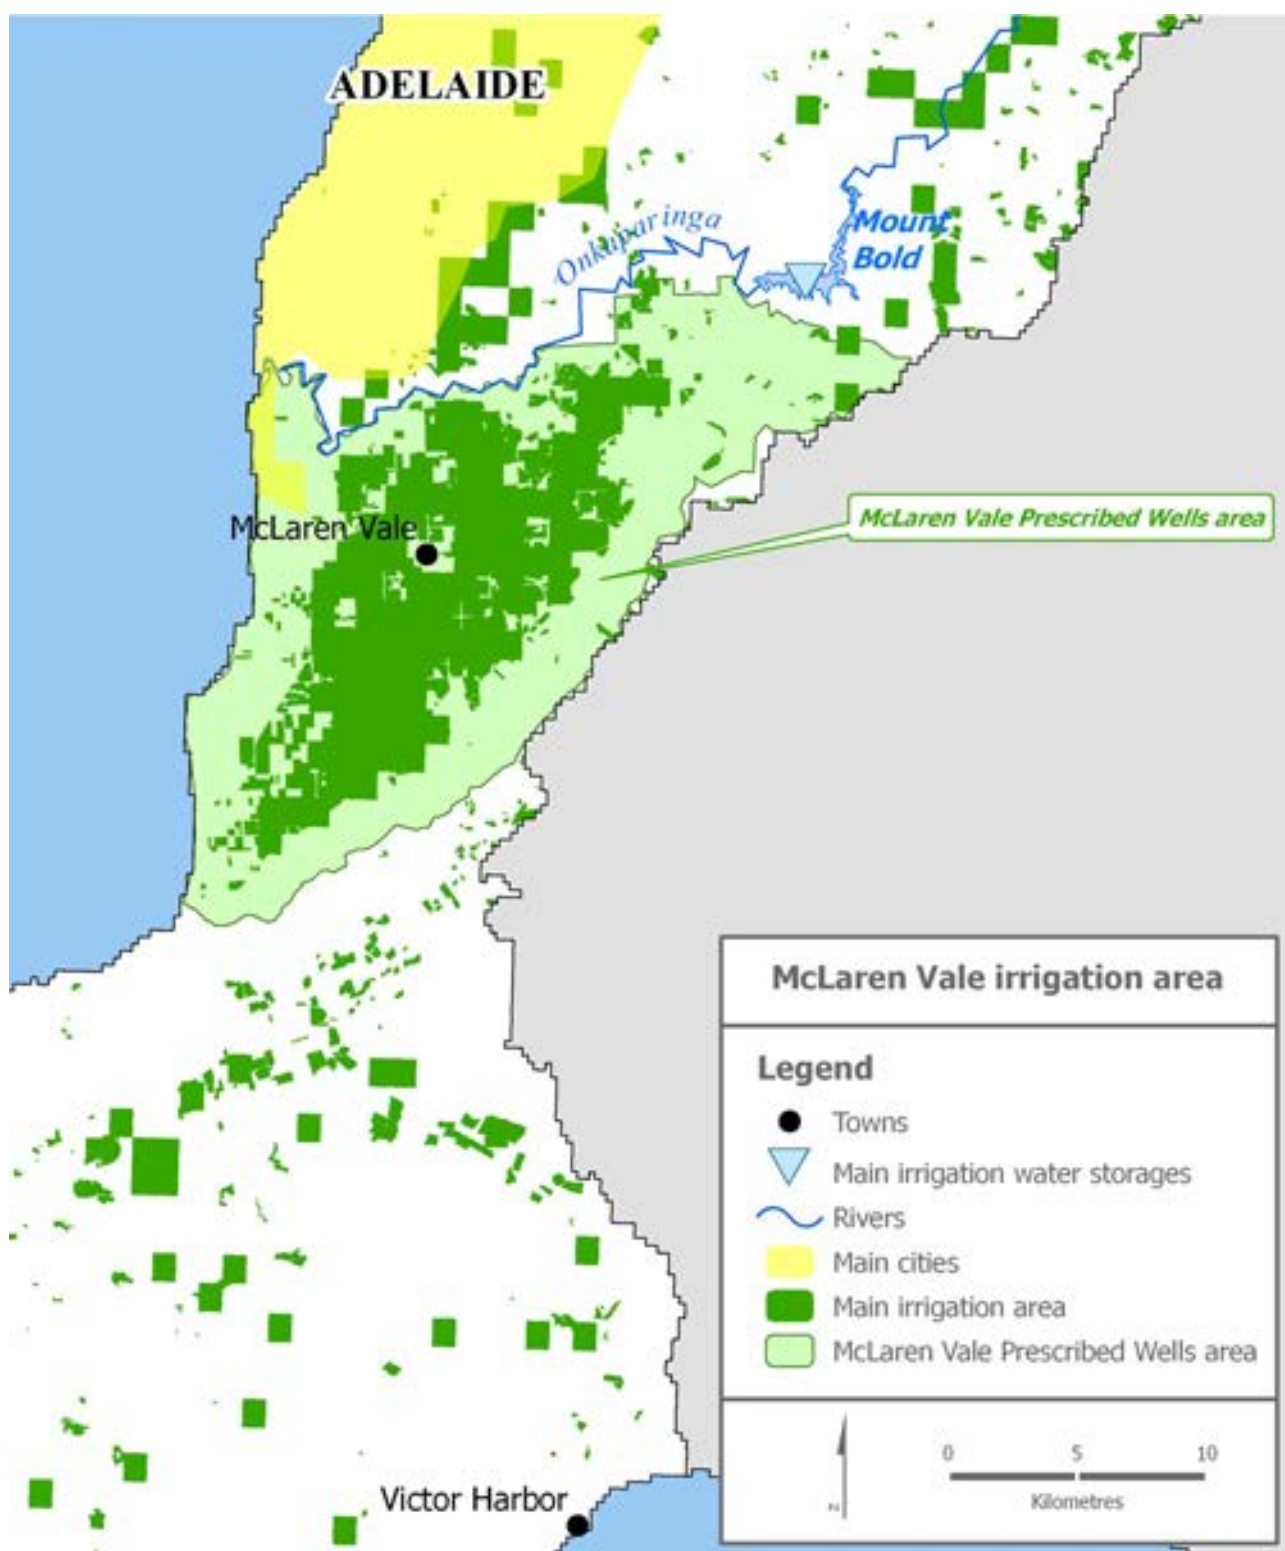 ADELAIDE
Onkaparinga
Mount
Bold
McLaren Vale Prescribed Wells area
McLaren Vale
Victor Harbor
McLaren Vale irrigation area
Legend
Towns
Main irrigation water storages
Rivers
Main cities
Main irrigation area
McLaren Vale Prescribed Wells area
N
0 5 10
Kilometres